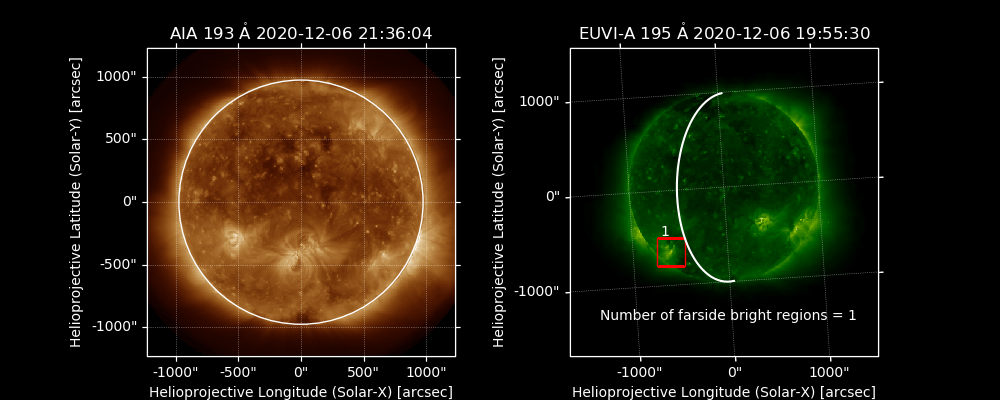 AIA 193 Å 2020-12-06 21:36:04
Helioprojective Latitude (Solar-Y) [arcsec]
1000"
500"
0"
-500"
-1000"
-1000" -500" 0" 500" 1000"
Helioprojective Longitude (Solar-X) [arcsec]
EUVI-A 195 Å 2020-12-06 19:55:30
Helioprojective Latitude (Solar-Y) [arcsec]
1000"
0"
-1000"
1
Number of farside bright regions = 1
-1000" 0" 1000"
Helioprojective Longitude (Solar-X) [arcsec]